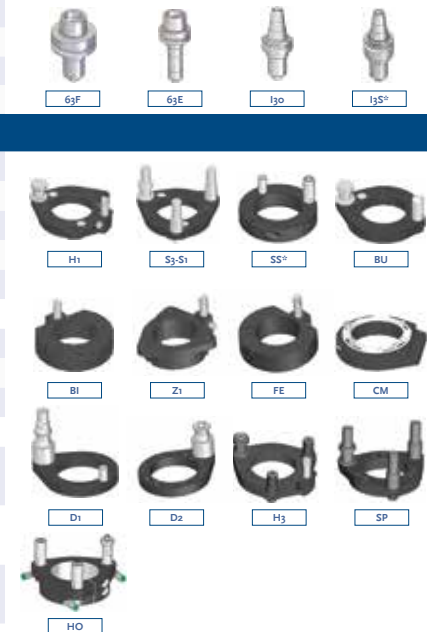 63F 63E I30 I3S*
H1 S3-S1 SS* BU
BI Z1 FE CM
D1 D2 H3 SP
HO